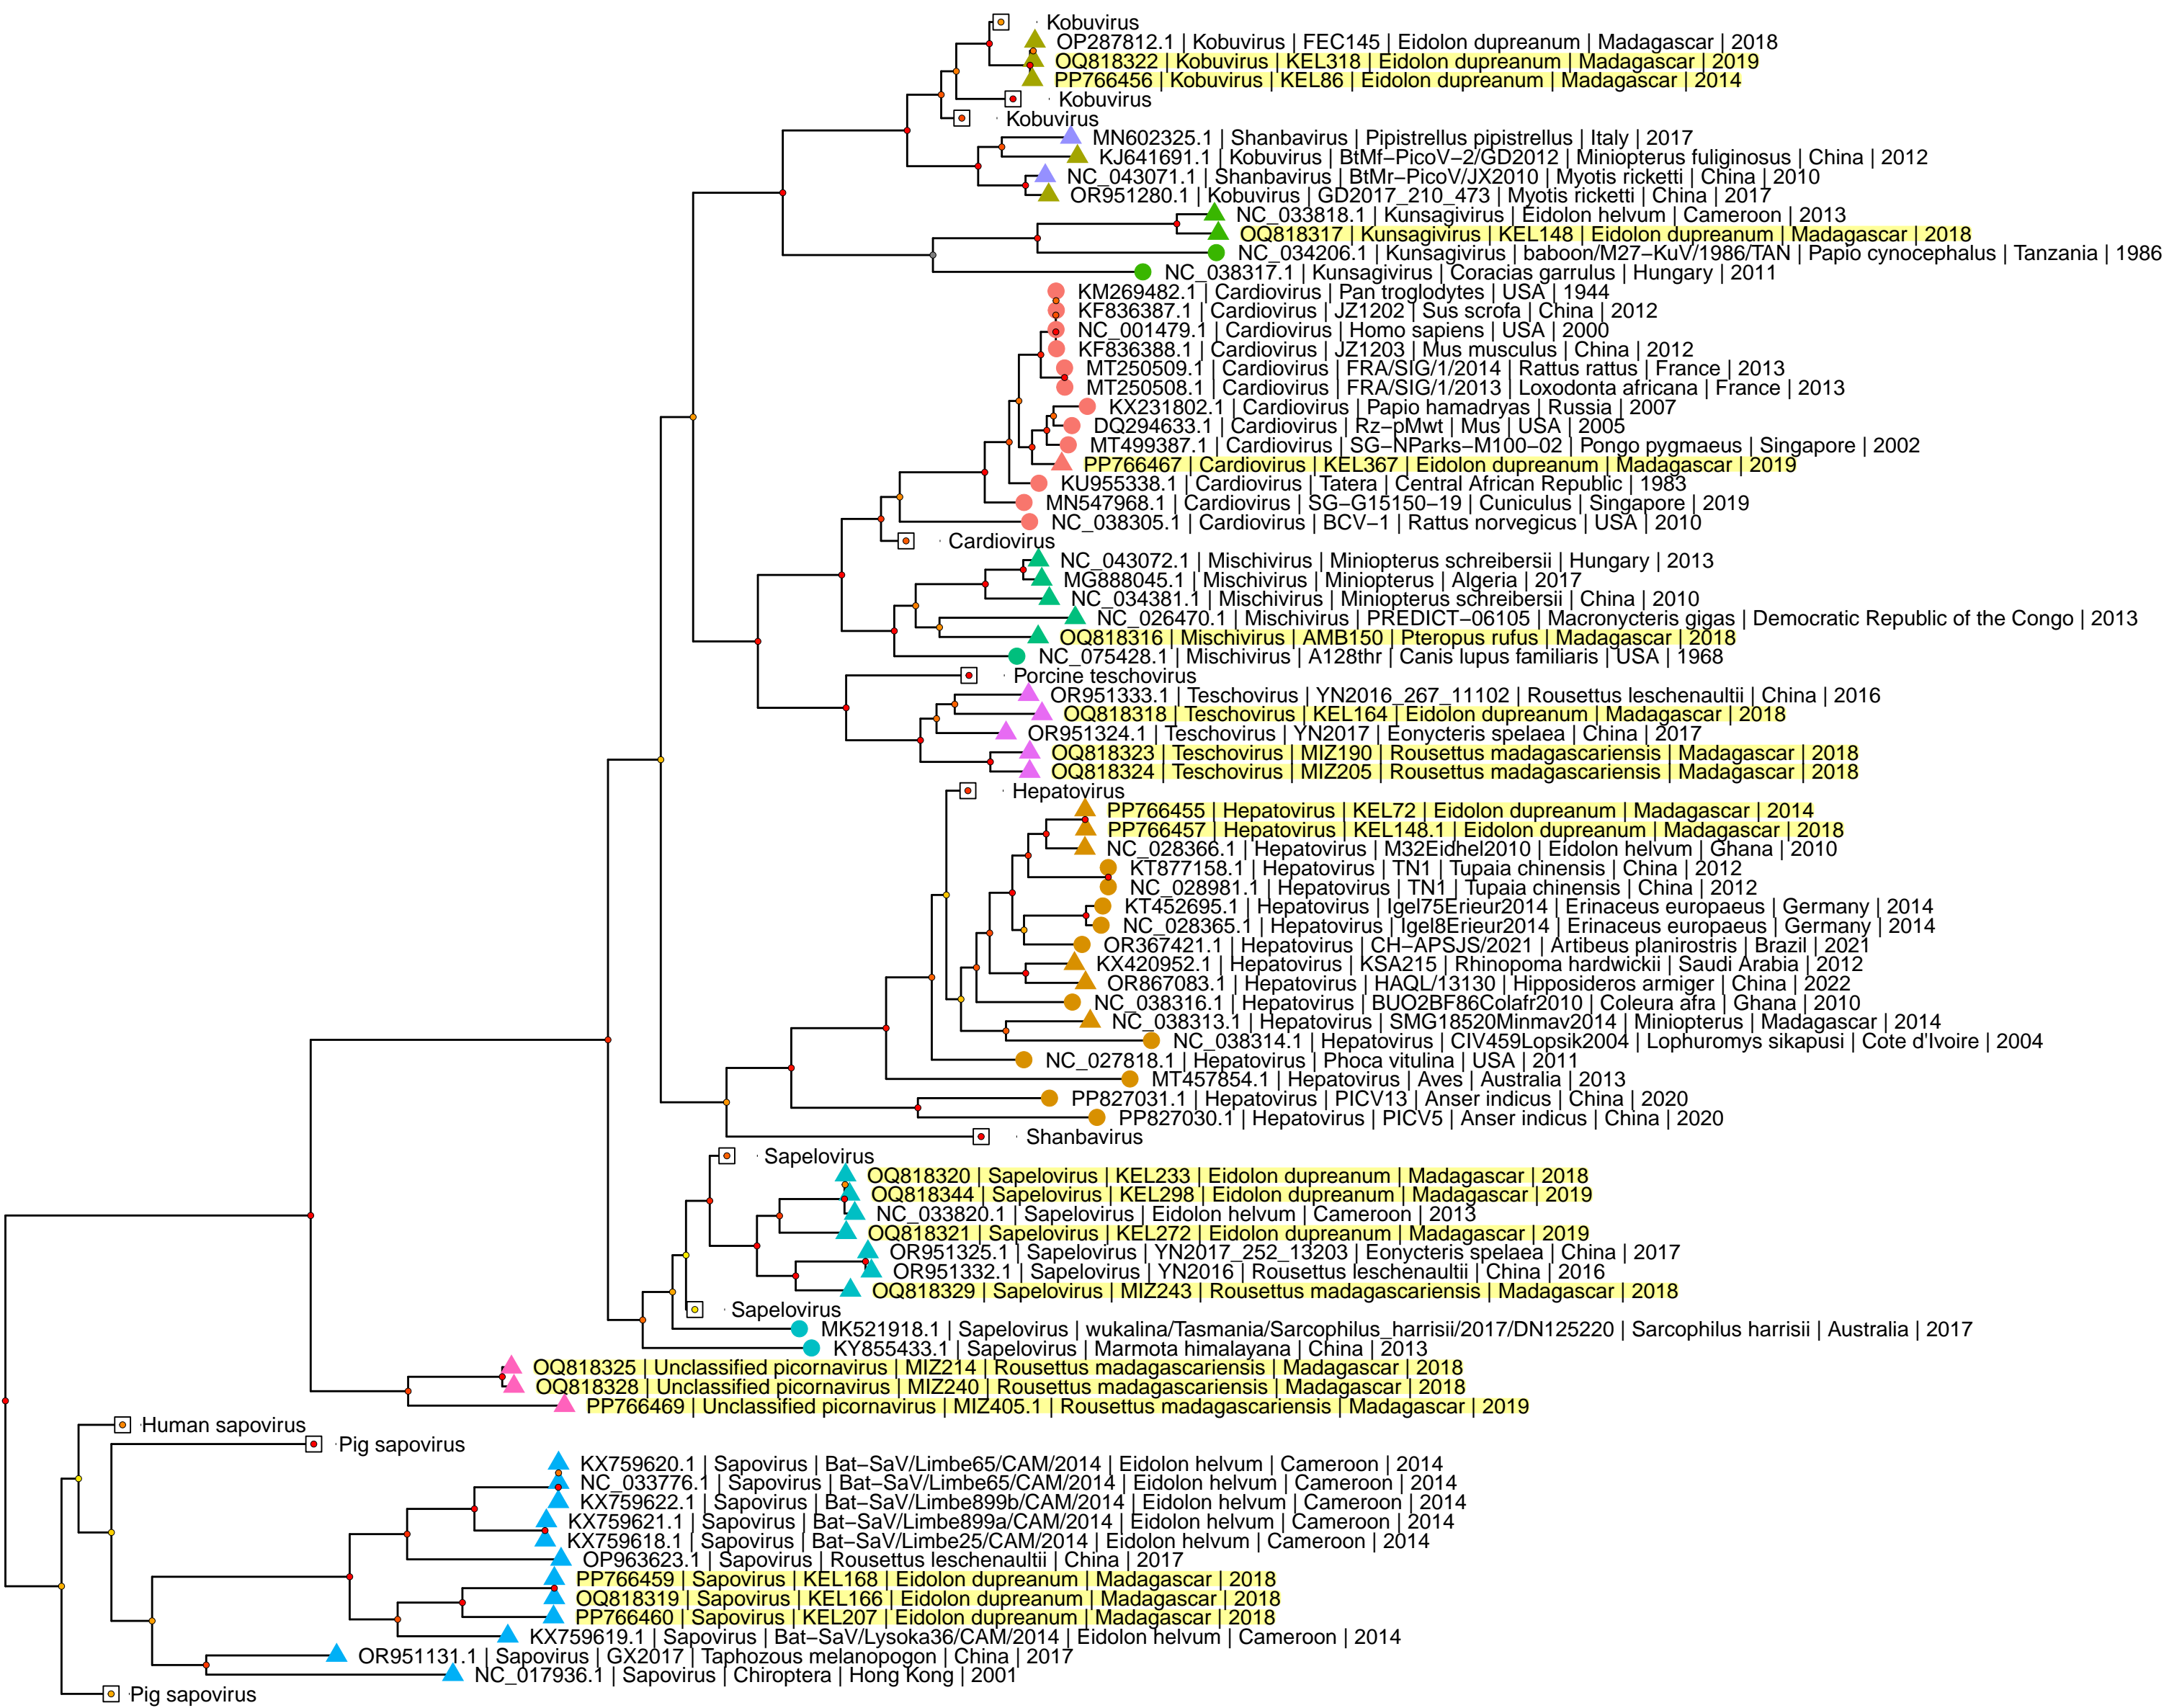 Kobuvirus
OP287812.1 | Kobuvirus | FEC145 | Eidolon dupreanum | Madagascar | 2018
OQ818322 | Kobuvirus | KEL318 | Eidolon dupreanum | Madagascar | 2019
PP766456 | Kobuvirus | KEL86 | Eidolon dupreanum | Madagascar | 2014
Kobuvirus
Kobuvirus
MN602325.1 | Shanbavirus | Pipistrellus pipistrellus | Italy | 2017
KJ641691.1 | Kobuvirus | BtMf−PicoV−2/GD2012 | Miniopterus fuliginosus | China | 2012
NC_043071.1 | Shanbavirus | BtMr−PicoV/JX2010 | Myotis ricketti | China | 2010
OR951280.1 | Kobuvirus | GD2017_210_473 | Myotis ricketti | China | 2017
NC_033818.1 | Kunsagivirus | Eidolon helvum | Cameroon | 2013
OQ818317 | Kunsagivirus | KEL148 | Eidolon dupreanum | Madagascar | 2018
NC_034206.1 | Kunsagivirus | baboon/M27−KuV/1986/TAN | Papio cynocephalus | Tanzania | 1986
NC_038317.1 | Kunsagivirus | Coracias garrulus | Hungary | 2011
KM269482.1 | Cardiovirus | Pan troglodytes | USA | 1944
KF836387.1 | Cardiovirus | JZ1202 | Sus scrofa | China | 2012
NC_001479.1 | Cardiovirus | Homo sapiens | USA | 2000
KF836388.1 | Cardiovirus | JZ1203 | Mus musculus | China | 2012
MT250509.1 | Cardiovirus | FRA/SIG/1/2014 | Rattus rattus | France | 2013
MT250508.1 | Cardiovirus | FRA/SIG/1/2013 | Loxodonta africana | France | 2013
KX231802.1 | Cardiovirus | Papio hamadryas | Russia | 2007
DQ294633.1 | Cardiovirus | Rz−pMwt | Mus | USA | 2005
MT499387.1 | Cardiovirus | SG−NParks−M100−02 | Pongo pygmaeus | Singapore | 2002
PP766467 | Cardiovirus | KEL367 | Eidolon dupreanum | Madagascar | 2019
KU955338.1 | Cardiovirus | Tatera | Central African Republic | 1983
MN547968.1 | Cardiovirus | SG−G15150−19 | Cuniculus | Singapore | 2019
NC_038305.1 | Cardiovirus | BCV−1 | Rattus norvegicus | USA | 2010
Cardiovirus
NC_043072.1 | Mischivirus | Miniopterus schreibersii | Hungary | 2013
MG888045.1 | Mischivirus | Miniopterus | Algeria | 2017
NC_034381.1 | Mischivirus | Miniopterus schreibersii | China | 2010
NC_026470.1 | Mischivirus | PREDICT−06105 | Macronycteris gigas | Democratic Republic of the Congo | 2013
OQ818316 | Mischivirus | AMB150 | Pteropus rufus | Madagascar | 2018
NC_075428.1 | Mischivirus | A128thr | Canis lupus familiaris | USA | 1968
Porcine teschovirus
OR951333.1 | Teschovirus | YN2016_267_11102 | Rousettus leschenaultii | China | 2016
OQ818318 | Teschovirus | KEL164 | Eidolon dupreanum | Madagascar | 2018
OR951324.1 | Teschovirus | YN2017 | Eonycteris spelaea | China | 2017
OQ818323 | Teschovirus | MIZ190 | Rousettus madagascariensis | Madagascar | 2018
OQ818324 | Teschovirus | MIZ205 | Rousettus madagascariensis | Madagascar | 2018
Hepatovirus
PP766455 | Hepatovirus | KEL72 | Eidolon dupreanum | Madagascar | 2014
PP766457 | Hepatovirus | KEL148.1 | Eidolon dupreanum | Madagascar | 2018
NC_028366.1 | Hepatovirus | M32Eidhel2010 | Eidolon helvum | Ghana | 2010
KT877158.1 | Hepatovirus | TN1 | Tupaia chinensis | China | 2012
NC_028981.1 | Hepatovirus | TN1 | Tupaia chinensis | China | 2012
KT452695.1 | Hepatovirus | Igel75Erieur2014 | Erinaceus europaeus | Germany | 2014
NC_028365.1 | Hepatovirus | Igel8Erieur2014 | Erinaceus europaeus | Germany | 2014
OR367421.1 | Hepatovirus | CH−APSJS/2021 | Artibeus planirostris | Brazil | 2021
KX420952.1 | Hepatovirus | KSA215 | Rhinopoma hardwickii | Saudi Arabia | 2012
OR867083.1 | Hepatovirus | HAQL/13130 | Hipposideros armiger | China | 2022
NC_038316.1 | Hepatovirus | BUO2BF86Colafr2010 | Coleura afra | Ghana | 2010
NC_038313.1 | Hepatovirus | SMG18520Minmav2014 | Miniopterus | Madagascar | 2014
NC_038314.1 | Hepatovirus | CIV459Lopsik2004 | Lophuromys sikapusi | Cote d'Ivoire | 2004
NC_027818.1 | Hepatovirus | Phoca vitulina | USA | 2011
MT457854.1 | Hepatovirus | Aves | Australia | 2013
PP827031.1 | Hepatovirus | PICV13 | Anser indicus | China | 2020
PP827030.1 | Hepatovirus | PICV5 | Anser indicus | China | 2020
Shanbavirus
Sapelovirus
OQ818320 | Sapelovirus | KEL233 | Eidolon dupreanum | Madagascar | 2018
OQ818344 | Sapelovirus | KEL298 | Eidolon dupreanum | Madagascar | 2019
NC_033820.1 | Sapelovirus | Eidolon helvum | Cameroon | 2013
OQ818321 | Sapelovirus | KEL272 | Eidolon dupreanum | Madagascar | 2019
OR951325.1 | Sapelovirus | YN2017_252_13203 | Eonycteris spelaea | China | 2017
OR951332.1 | Sapelovirus | YN2016 | Rousettus leschenaultii | China | 2016
OQ818329 | Sapelovirus | MIZ243 | Rousettus madagascariensis | Madagascar | 2018
Sapelovirus
MK521918.1 | Sapelovirus | wukalina/Tasmania/Sarcophilus_harrisii/2017/DN125220 | Sarcophilus harrisii | Australia | 2017
KY855433.1 | Sapelovirus | Marmota himalayana | China | 2013
OQ818325 | Unclassified picornavirus | MIZ214 | Rousettus madagascariensis | Madagascar | 2018
OQ818328 | Unclassified picornavirus | MIZ240 | Rousettus madagascariensis | Madagascar | 2018
PP766469 | Unclassified picornavirus | MIZ405.1 | Rousettus madagascariensis | Madagascar | 2019
Human sapovirus
Pig sapovirus
KX759620.1 | Sapovirus | Bat−SaV/Limbe65/CAM/2014 | Eidolon helvum | Cameroon | 2014
NC_033776.1 | Sapovirus | Bat−SaV/Limbe65/CAM/2014 | Eidolon helvum | Cameroon | 2014
KX759622.1 | Sapovirus | Bat−SaV/Limbe899b/CAM/2014 | Eidolon helvum | Cameroon | 2014
KX759621.1 | Sapovirus | Bat−SaV/Limbe899a/CAM/2014 | Eidolon helvum | Cameroon | 2014
KX759618.1 | Sapovirus | Bat−SaV/Limbe25/CAM/2014 | Eidolon helvum | Cameroon | 2014
OP963623.1 | Sapovirus | Rousettus leschenaultii | China | 2017
PP766459 | Sapovirus | KEL168 | Eidolon dupreanum | Madagascar | 2018
OQ818319 | Sapovirus | KEL166 | Eidolon dupreanum | Madagascar | 2018
PP766460 | Sapovirus | KEL207 | Eidolon dupreanum | Madagascar | 2018
KX759619.1 | Sapovirus | Bat−SaV/Lysoka36/CAM/2014 | Eidolon helvum | Cameroon | 2014
OR951131.1 | Sapovirus | GX2017 | Taphozous melanopogon | China | 2017
NC_017936.1 | Sapovirus | Chiroptera | Hong Kong | 2001
Pig sapovirus